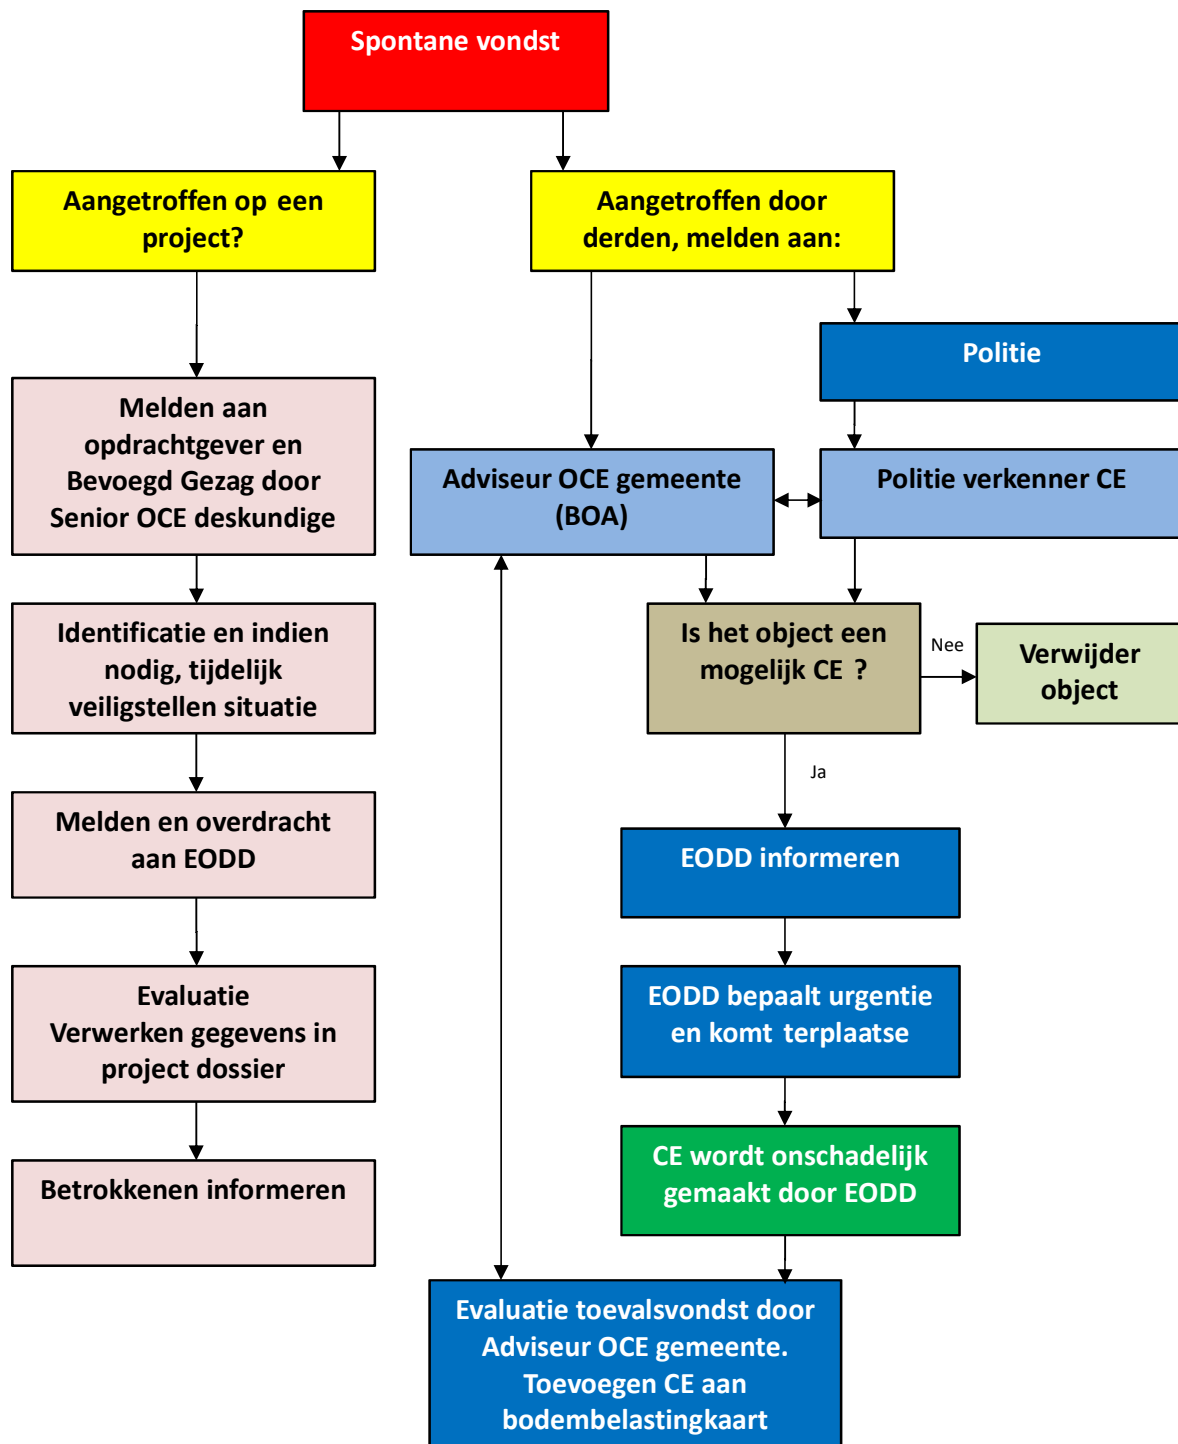 Spontane vondst
Aangetroffen op een
project?
Aangetroffen door
derden, melden aan:
Politie
Melden aan
opdrachtgever en
Bevoegd Gezag door
Senior OCE deskundige
Adviseur OCE gemeente
(BOA)
Politie verkenner CE
Identificatie en indien
nodig, tijdelijk
veiligstellen situatie
Is het object een
mogelijk CE ?
Nee
Verwijder
object
Ja
Melden en overdracht
aan EODD
EODD informeren
Evaluatie
Verwerken gegevens in
project dossier
EODD bepaalt urgentie
en komt terplaatse
Betrokkenen informeren
CE wordt onschadelijk
gemaakt door EODD
Evaluatie toevalsvondst door
Adviseur OCE gemeente.
Toevoegen CE aan
bodembelastingkaart